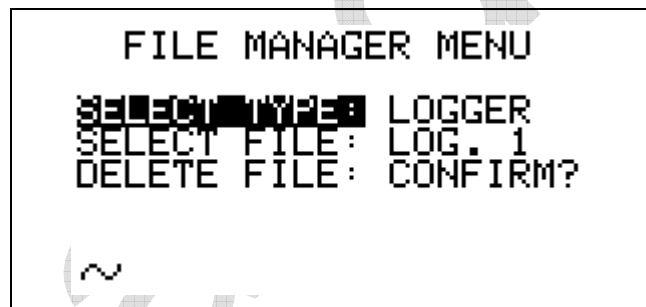 FILE MANAGER MENU
SELECT TYPE: LOGGER
SELECT FILE: LOG. 1
DELETE FILE: CONFIRM?
~